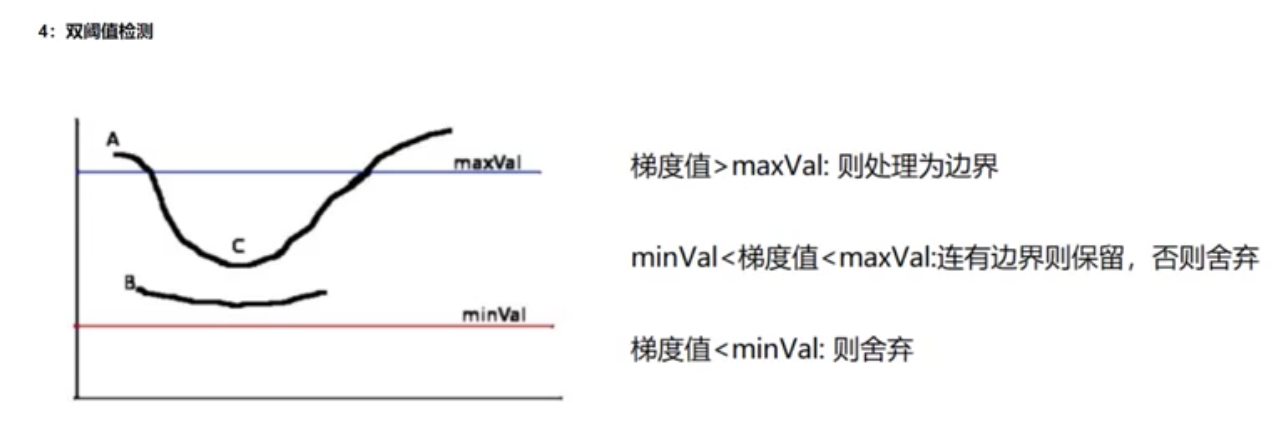 4：双阈值检测
A
maxVal
梯度值>maxVal: 则处理为边界
C
minVal<梯度值<maxVal:连有边界则保留，否则舍弃
B
minVal
梯度值<minVal: 则舍弃